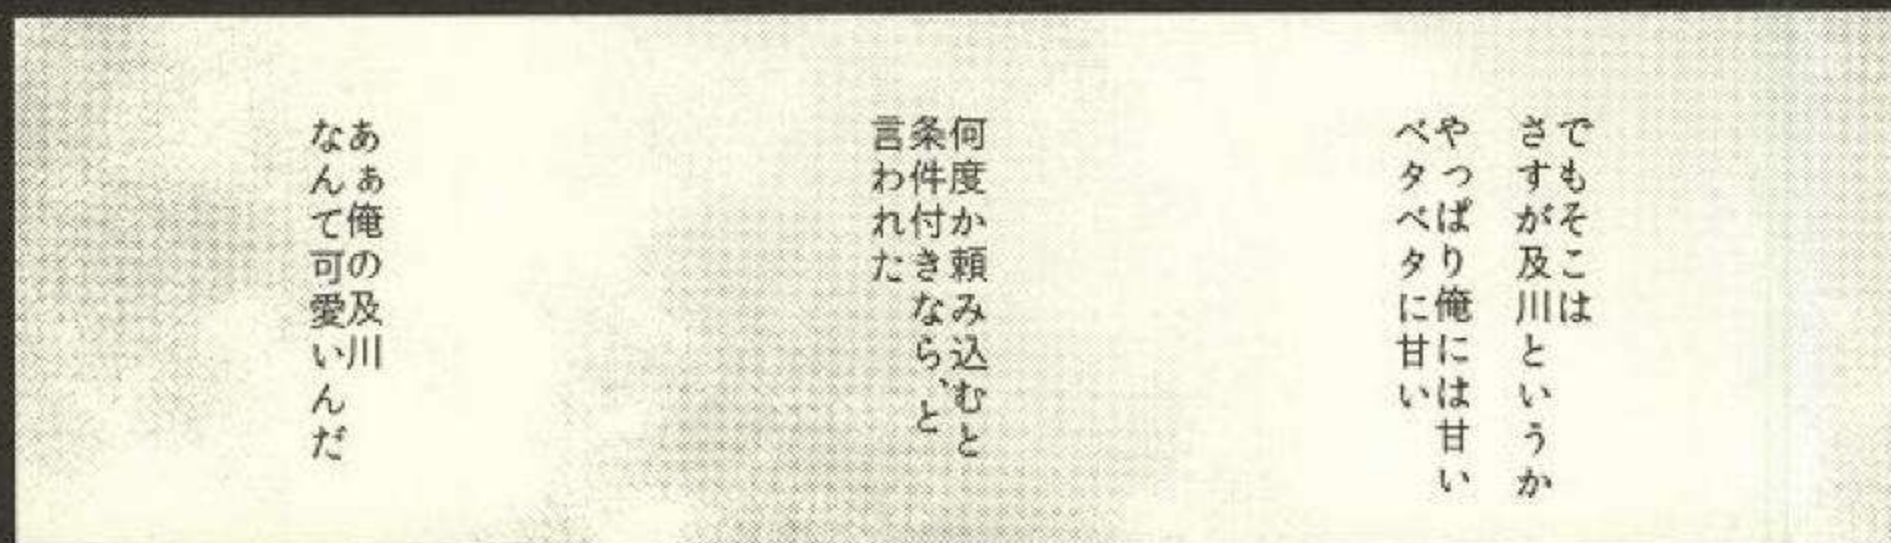 でもそこは
さすが及川というか
やっぱり俺には甘い
ベタベタに甘い
何度か頼み込むと
条件付きなら、と
言われた
あぁ俺の及川
なんて可愛いんだ